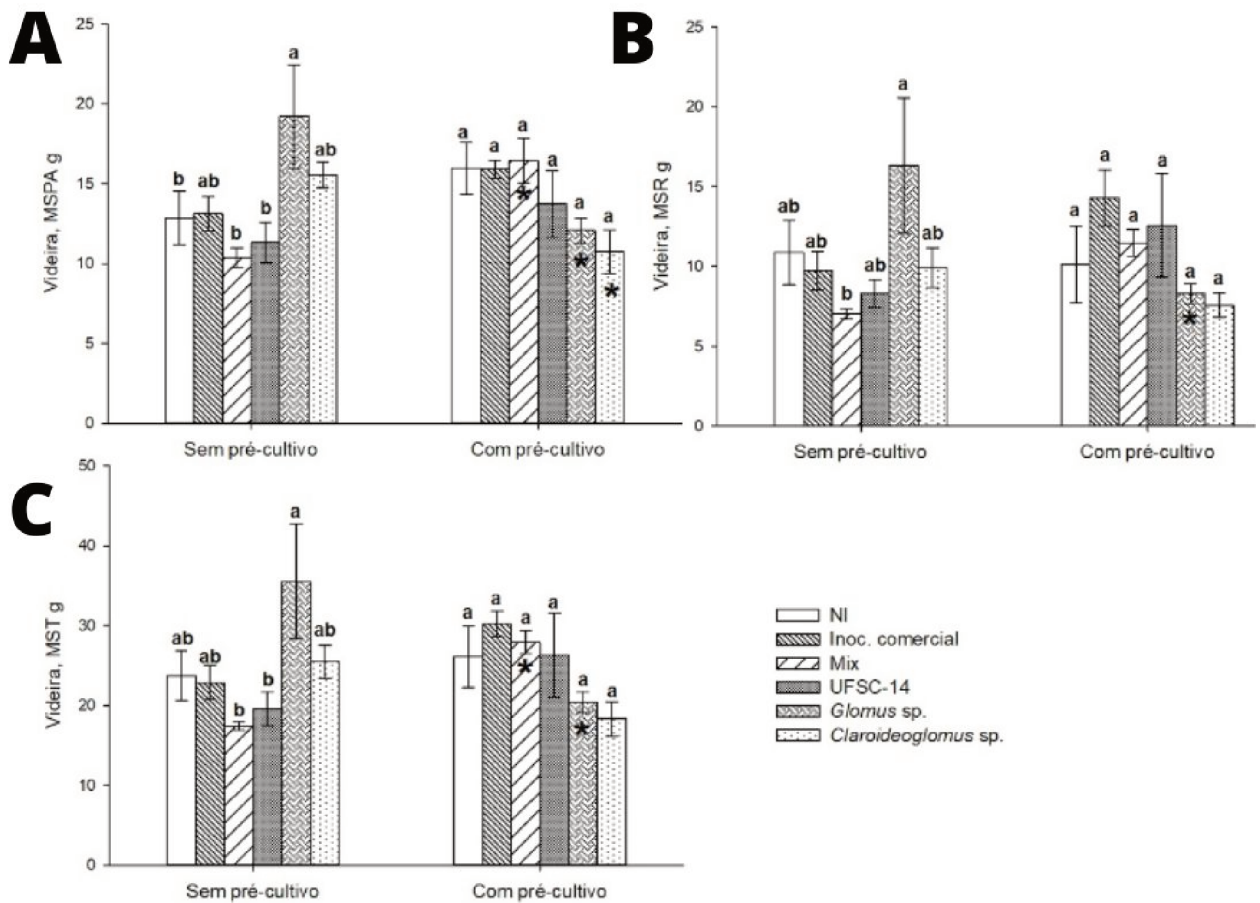 A
Videira, MSPA g
25
20
15
10
5
0
b
ab
b
b
a
ab
a
a
a
a
a
a
*
*
*
Sem pré-cultivo
Com pré-cultivo
B
Videira, MSR g
25
20
15
10
5
0
ab
ab
b
ab
a
ab
a
a
a
a
a
a
*
Sem pré-cultivo
Com pré-cultivo
C
Videira, MST g
50
40
30
20
10
0
ab
ab
b
b
a
ab
a
a
a
a
a
a
*
*
Sem pré-cultivo
Com pré-cultivo
NI
Inoc. comercial
Mix
UFSC-14
Glomus sp.
Claroideoglomus sp.